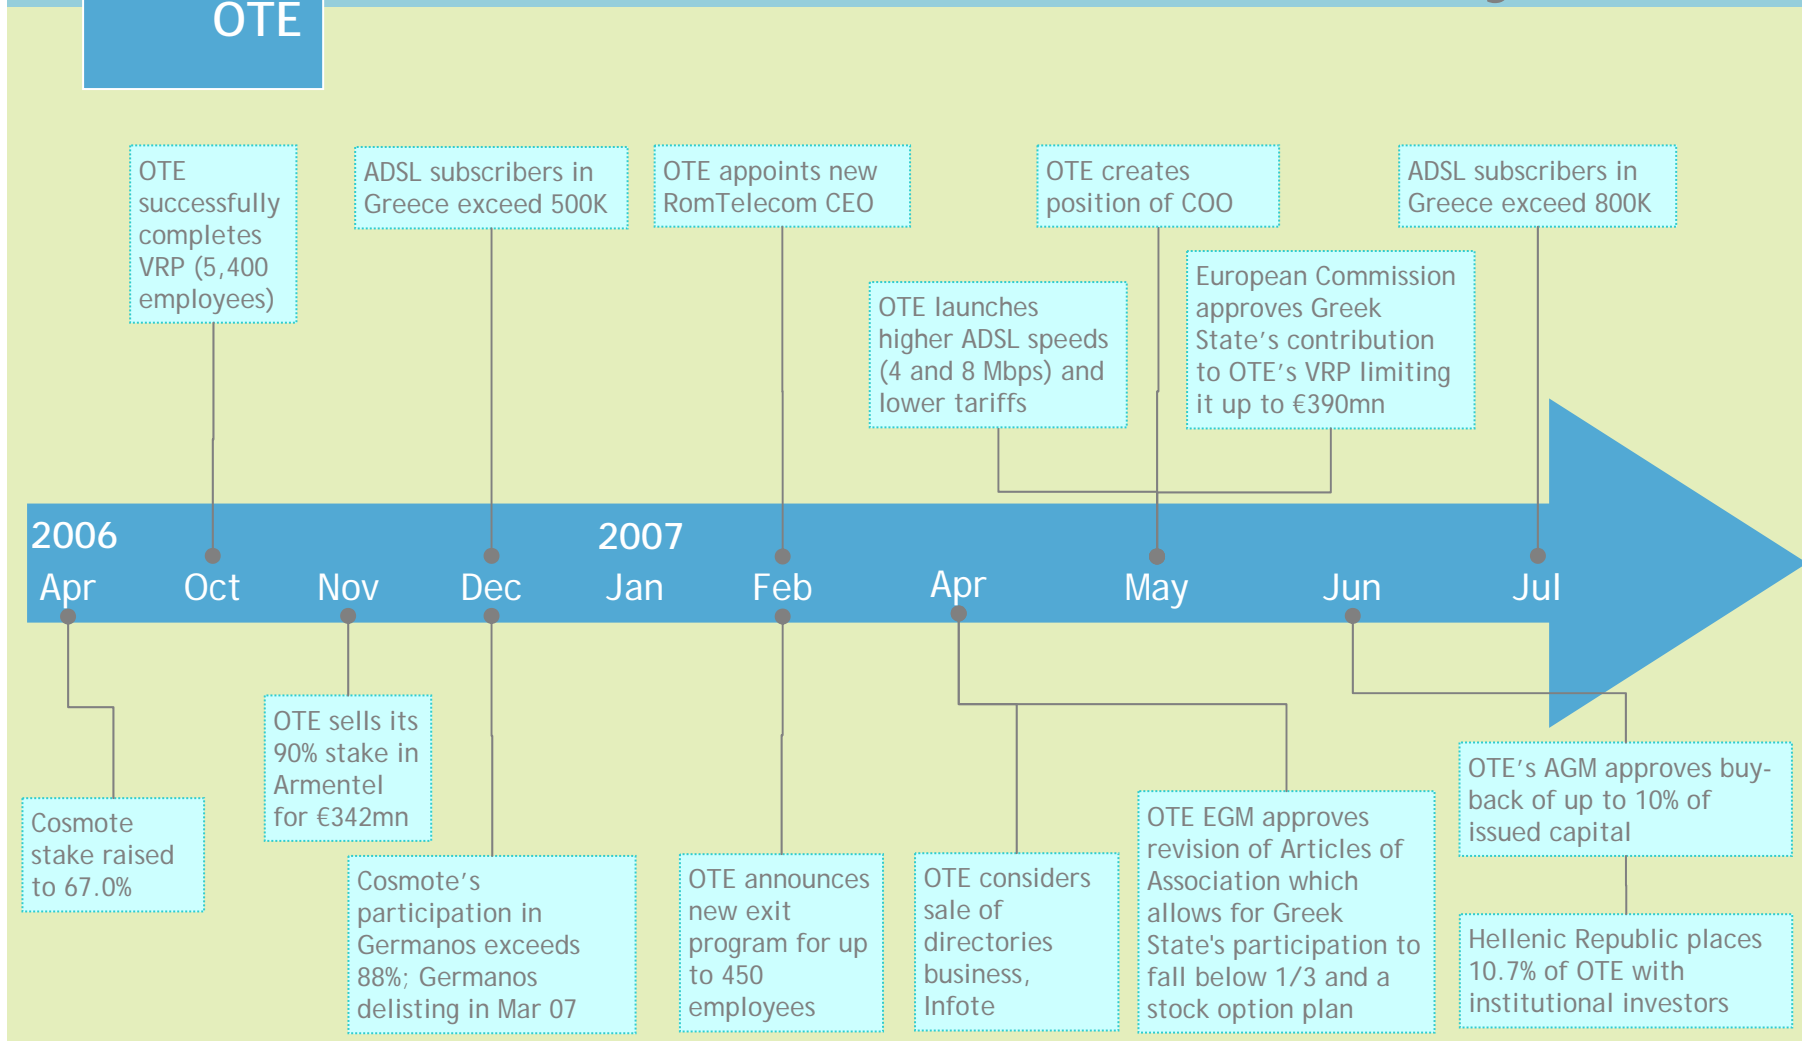 OTE
OTE
successfully
completes
VRP (5,400
employees)
ADSL subscribers in
Greece exceed 500K
OTE appoints new
RomTelecom CEO
OTE creates
position of COO
ADSL subscribers in
Greece exceed 800K
OTE launches
higher ADSL speeds
(4 and 8 Mbps) and
lower tariffs
European Commission
approves Greek
State’s contribution
to OTE’s VRP limiting
it up to €390mn
2006
2007
Apr
Oct
Nov
Dec
Jan
Feb
Apr
May
Jun
Jul
Cosmote
stake raised
to 67.0%
OTE sells its
90% stake in
Armentel
for €342mn
Cosmote’s
participation in
Germanos exceeds
88%; Germanos
delisting in Mar 07
OTE announces
new exit
program for up
to 450
employees
OTE considers
sale of
directories
business,
Infote
OTE EGM approves
revision of Articles of
Association which
allows for Greek
State's participation to
fall below 1/3 and a
stock option plan
OTE’s AGM approves buy-
back of up to 10% of
issued capital
Hellenic Republic places
10.7% of OTE with
institutional investors